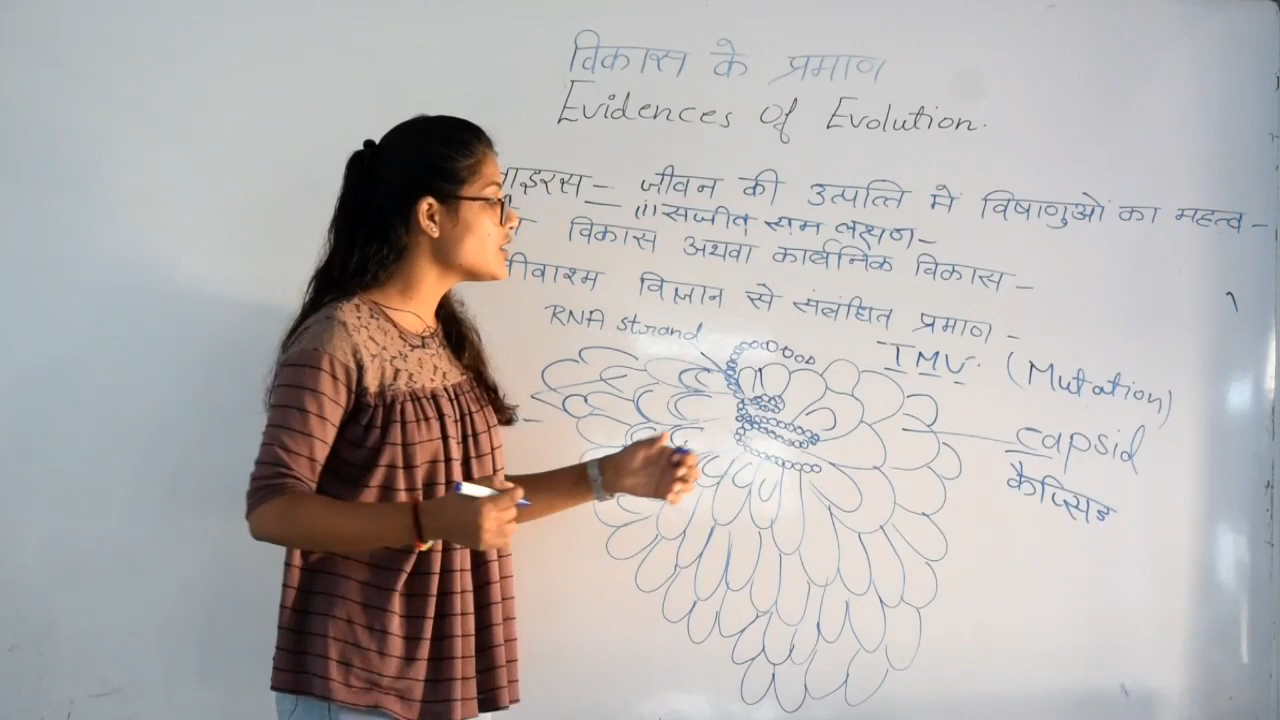 विकास के प्रमाण
Evidences of Evolution.
वाइरस – जीवन की उत्पत्ति में विषाणुओं का महत्व –
(i) सजीव सम लक्षण –
विकास अथवा कार्बनिक विकास –
जीवाश्म विज्ञान से संबंधित प्रमाण –
RNA strand
- TMV. (Mutation)
capsid
कैप्सिड